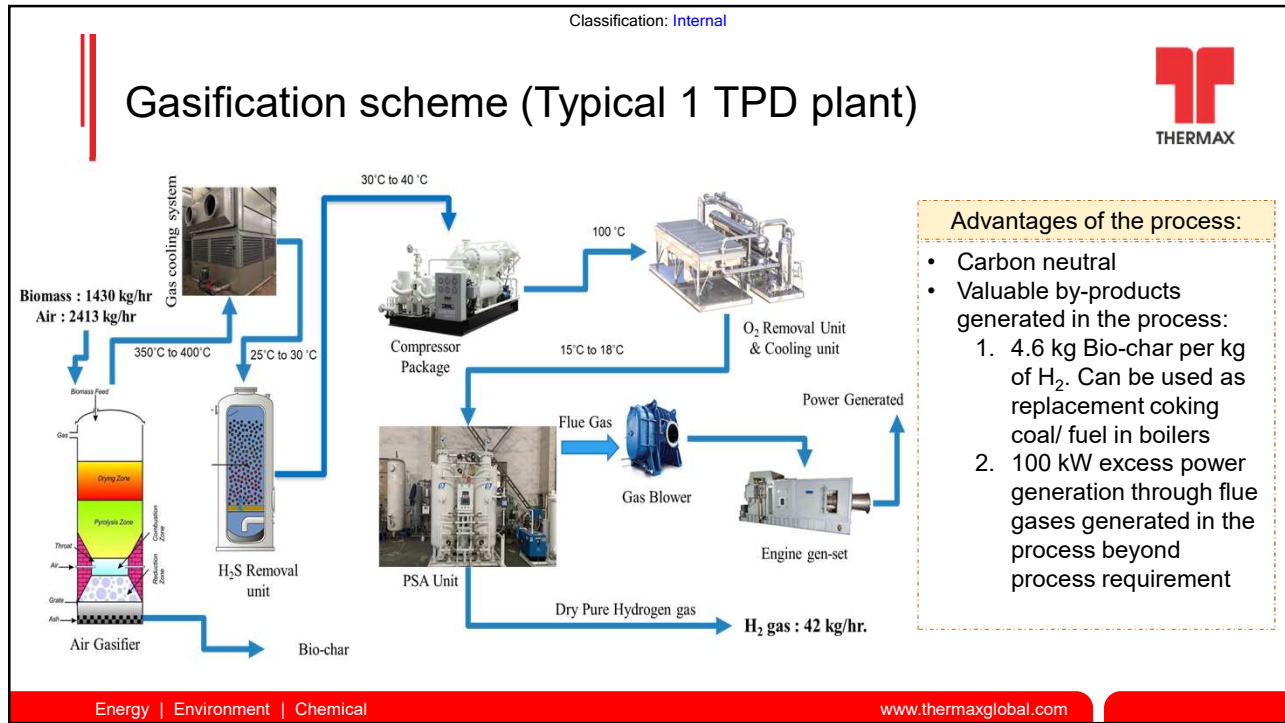 Classification: Internal
Gasification scheme (Typical 1 TPD plant)
THERMAX
Gas cooling system
30˚C to 40 ˚C
100 ˚C
Biomass : 1430 kg/hr
Air : 2413 kg/hr
350˚C to 400˚C
25˚C to 30 ˚C
Compressor
Package
O₂ Removal Unit
& Cooling unit
15˚C to 18˚C
Biomass Feed
Gas
Drying Zone
Pyrolysis Zone
Combustion
Zone
Throat
Air
Reduction
Zone
Grate
Ash
Air Gasifier
Bio-char
H₂S Removal
unit
PSA Unit
Flue Gas
Gas Blower
Power Generated
Engine gen-set
Dry Pure Hydrogen gas
H₂ gas : 42 kg/hr.
Advantages of the process:
• Carbon neutral
• Valuable by-products
generated in the process:
1. 4.6 kg Bio-char per kg
of H₂. Can be used as
replacement coking
coal/ fuel in boilers
2. 100 kW excess power
generation through flue
gases generated in the
process beyond
process requirement
Energy | Environment | Chemical
www.thermaxglobal.com